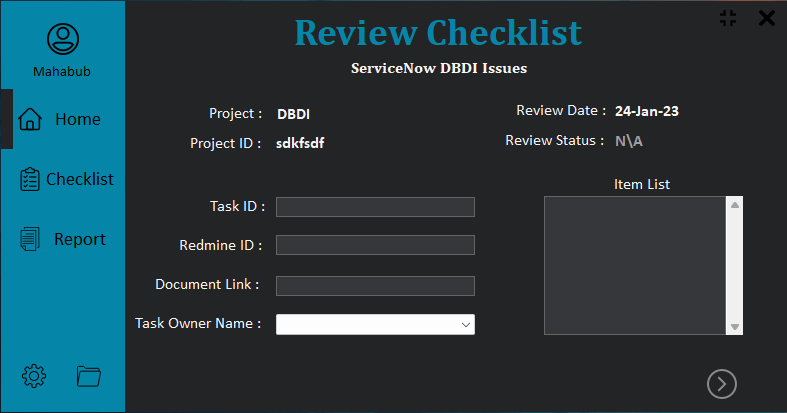 Review Checklist
ServiceNow DBDI Issues
Mahabub
Home
Checklist
Report
Project : DBDI
Project ID : sdkfsdf
Review Date : 24-Jan-23
Review Status : N\A
Task ID :
Redmine ID :
Document Link :
Task Owner Name :
Item List